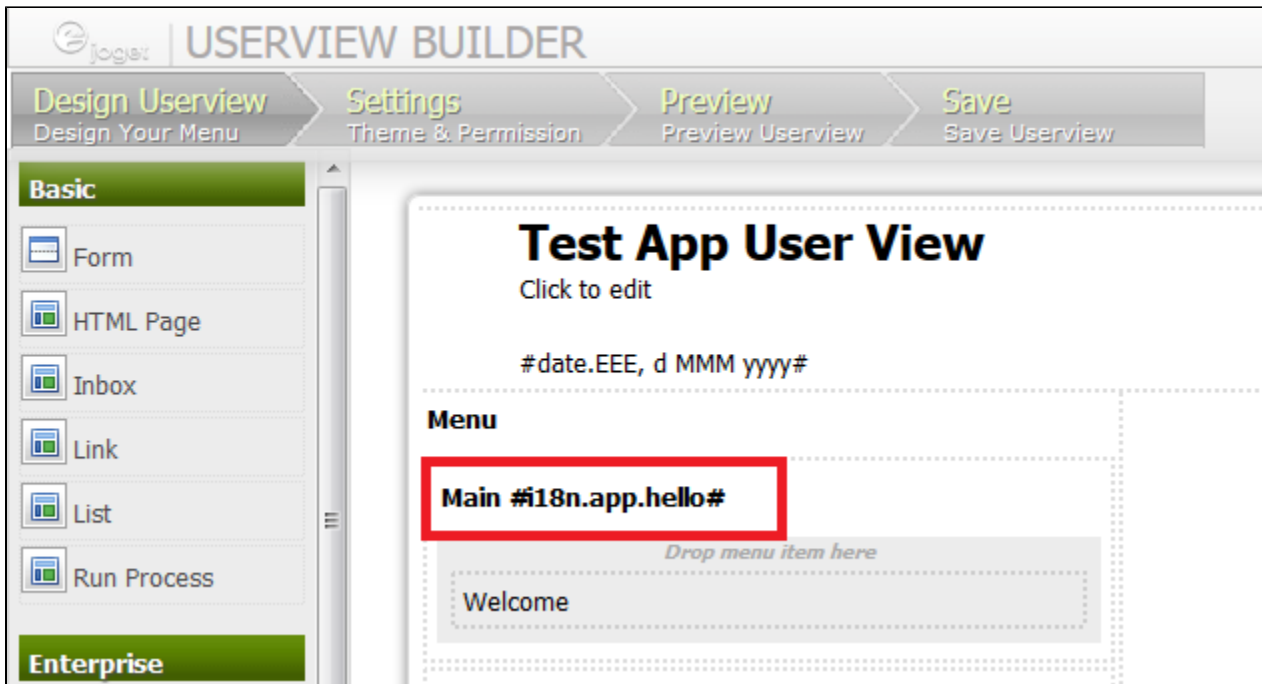 joget | USERVIEW BUILDER
Design Userview
Design Your Menu
Settings
Theme & Permission
Preview
Preview Userview
Save
Save Userview
Basic
Form
HTML Page
Inbox
Link
List
Run Process
Enterprise
Test App User View
Click to edit
#date.EEE, d MMM yyyy#
Menu
Main #i18n.app.hello#
Drop menu item here
Welcome